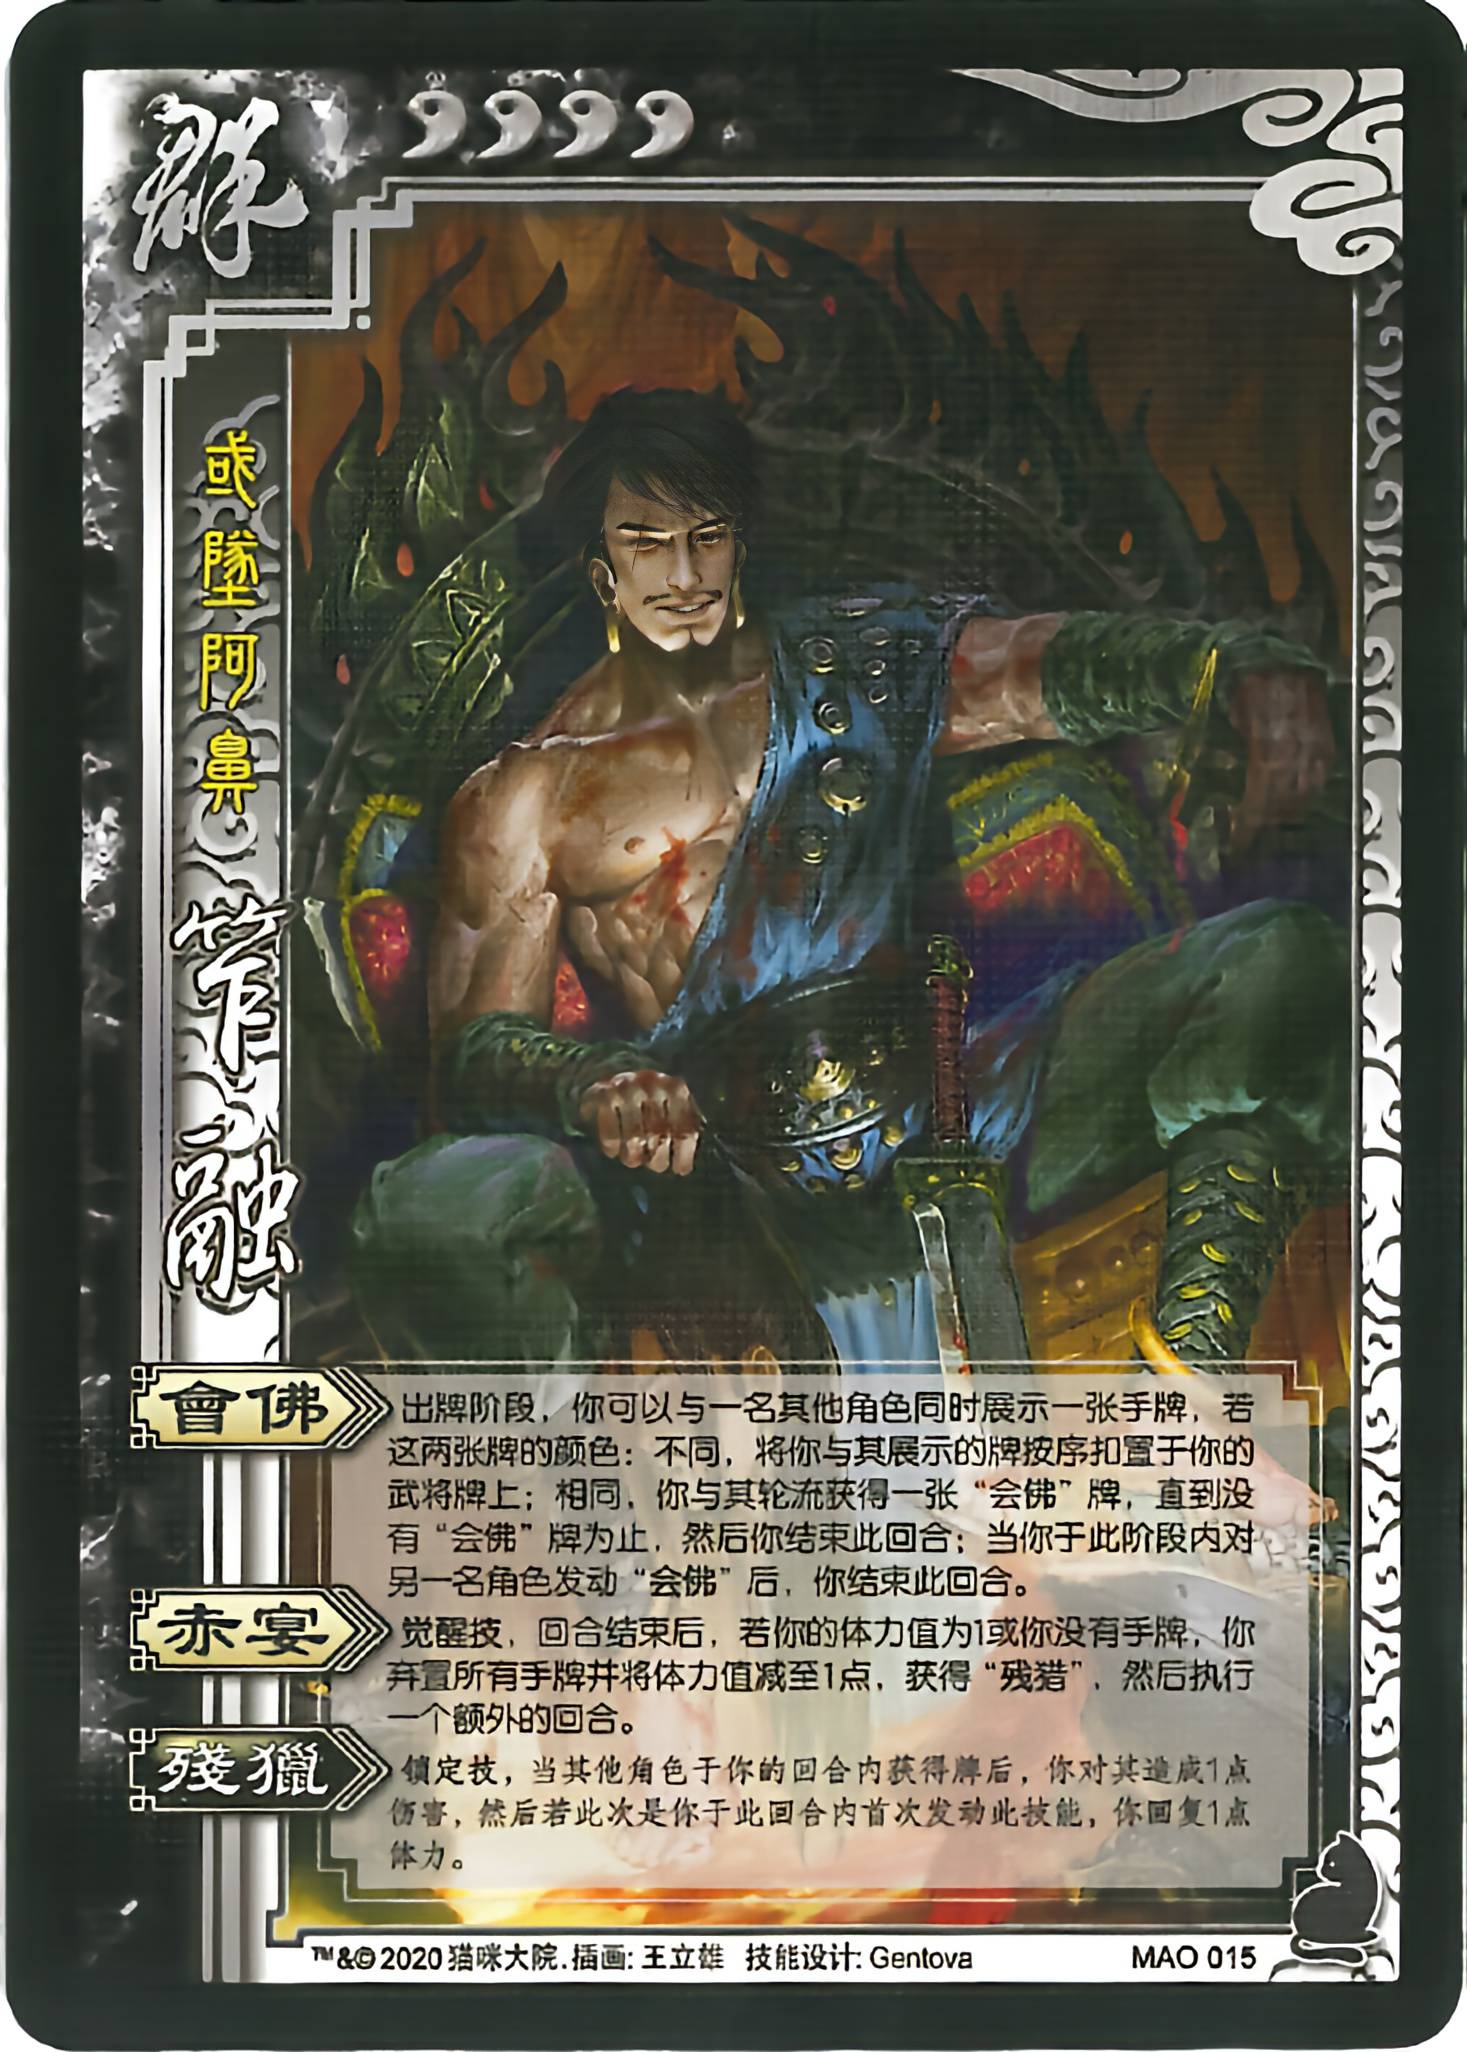 群
或墜阿鼻
笮融
會佛
出牌阶段，你可以与一名其他角色同时展示一张手牌，若
这两张牌的颜色：不同，将你与其展示的牌按序扣置于你的
武将牌上；相同，你与其轮流获得一张“会佛”牌，直到没
有“会佛”牌为止，然后你结束此回合；当你于此阶段内对
另一名角色发动“会佛”后，你结束此回合。
赤宴
觉醒技，回合结束后，若你的体力值为1或你没有手牌，你
弃置所有手牌并将体力值减至1点，获得“残猎”，然后执行
一个额外的回合。
殘獵
锁定技，当其他角色于你的回合内获得牌后，你对其造成1点
伤害，然后若此次是你于此回合内首次发动此技能，你回复1点
体力。
™&©2020猫咪大院.插画:王立雄 技能设计:Gentova
MAO 015